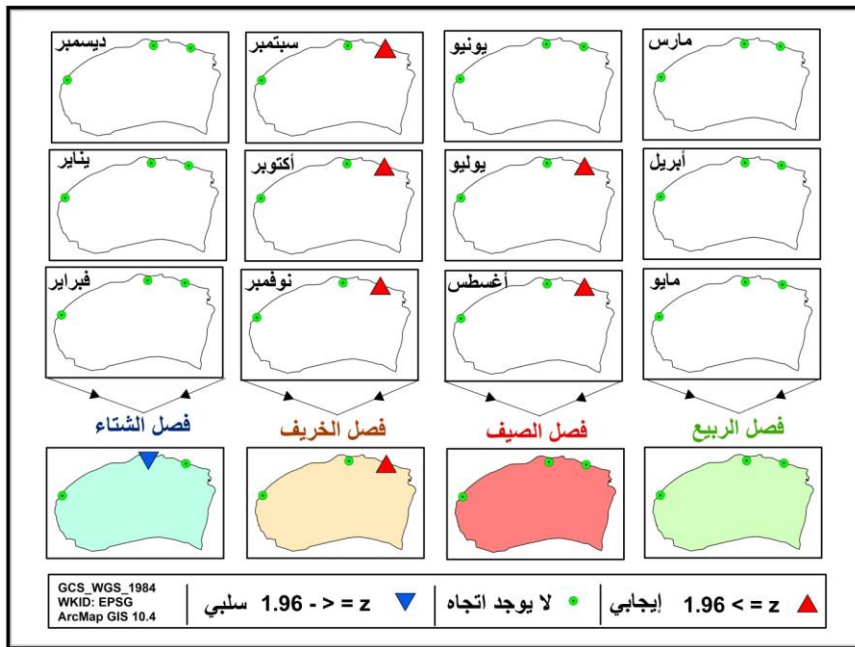 مارس
يونيو
سبتمبر
ديسمبر
أبريل
يوليو
أكتوبر
يناير
مايو
أغسطس
نوفمبر
فبراير
فصل الربيع
فصل الصيف
فصل الخريف
فصل الشتاء
1.96 < = z إيجابي
لا يوجد اتجاه
1.96 - > = z سلبي
GCS_WGS_1984
WKID: EPSG
ArcMap GIS 10.4